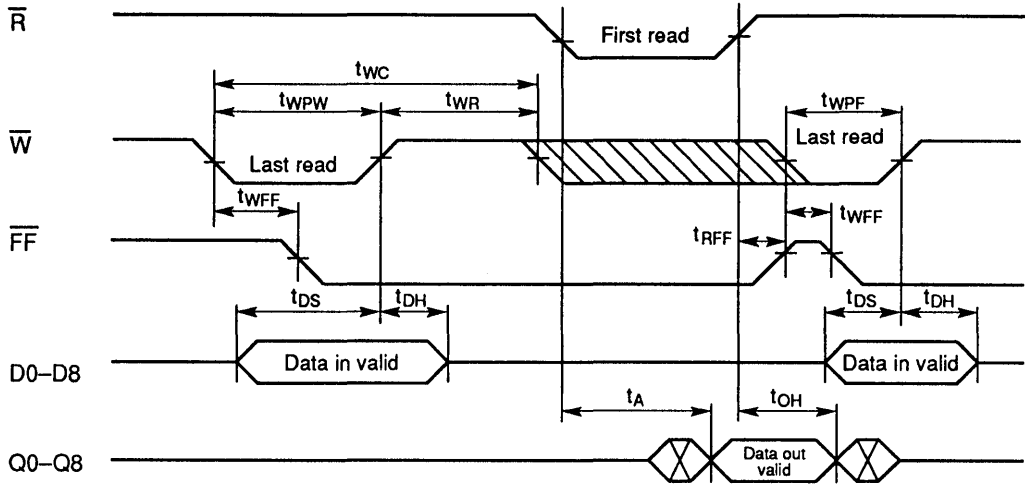 R̅
First read
tWC
tWPW
tWR
tWPF
W̅
Last read
Last read
tWFF
tWFF
F̅F̅
tRFF
tDS
tDH
tDS
tDH
D0–D8
Data in valid
Data in valid
tA
tOH
Q0–Q8
Data out
valid